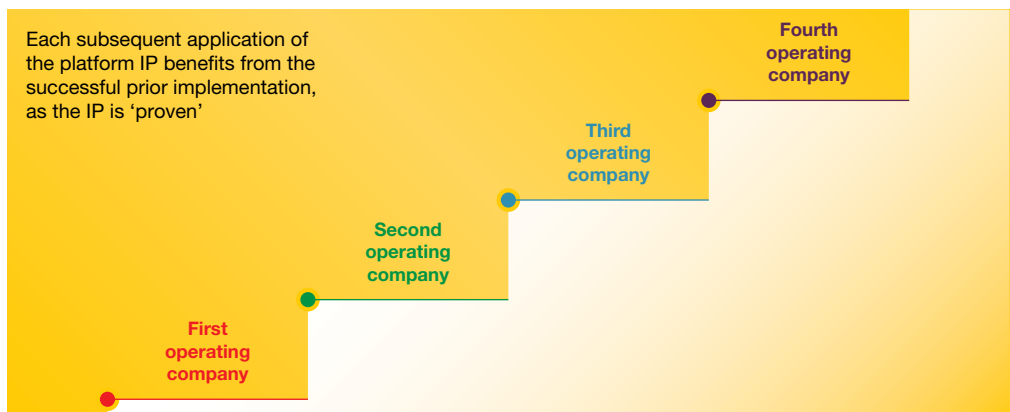 Each subsequent application of
the platform IP benefits from the
successful prior implementation,
as the IP is ‘proven’
Fourth
operating
company
Third
operating
company
Second
operating
company
First
operating
company